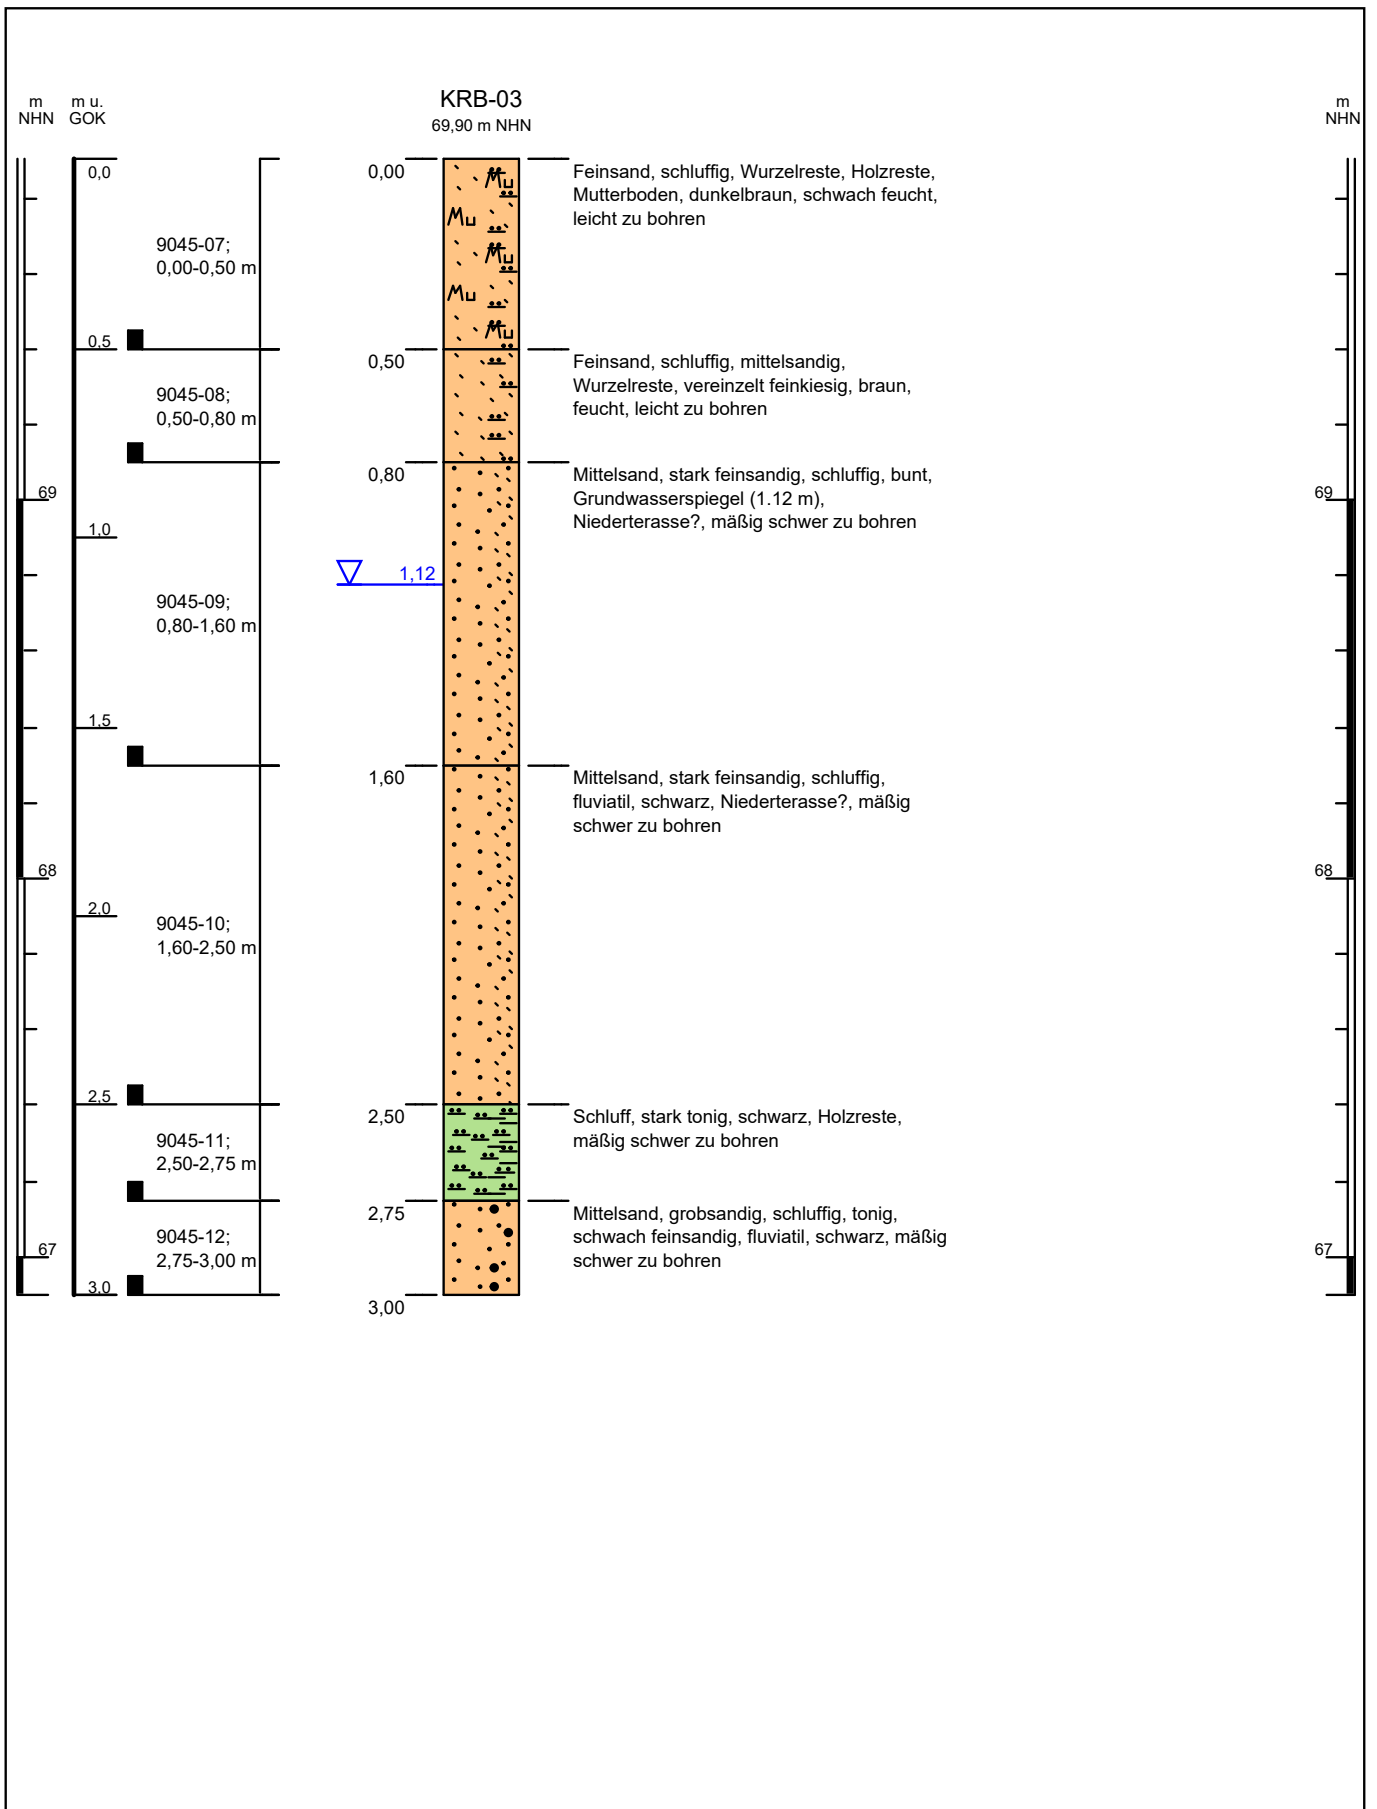 m
NHN
m u.
GOK
KRB-03
69,90 m NHN
m
NHN
0,0
0,00
Feinsand, schluffig, Wurzelreste, Holzreste,
Mutterboden, dunkelbraun, schwach feucht,
leicht zu bohren
Mu
Mu
Mu
Mu
Mu
9045-07;
0,00-0,50 m
0,5
0,50
Feinsand, schluffig, mittelsandig,
Wurzelreste, vereinzelt feinkiesig, braun,
feucht, leicht zu bohren
9045-08;
0,50-0,80 m
0,80
Mittelsand, stark feinsandig, schluffig, bunt,
Grundwasserspiegel (1.12 m),
Niederterasse?, mäßig schwer zu bohren
69
69
1,0
1,12
9045-09;
0,80-1,60 m
1,5
1,60
Mittelsand, stark feinsandig, schluffig,
fluviatil, schwarz, Niederterasse?, mäßig
schwer zu bohren
68
68
2,0
9045-10;
1,60-2,50 m
2,5
2,50
Schluff, stark tonig, schwarz, Holzreste,
mäßig schwer zu bohren
9045-11;
2,50-2,75 m
2,75
Mittelsand, grobsandig, schluffig, tonig,
schwach feinsandig, fluviatil, schwarz, mäßig
schwer zu bohren
9045-12;
2,75-3,00 m
67
67
3,0
3,00